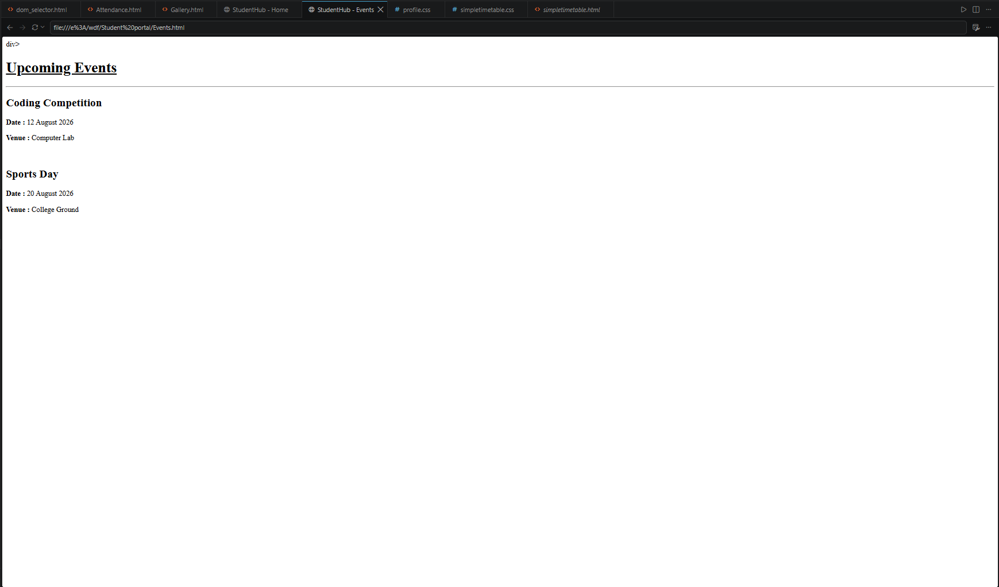 dom_selector.html Attendance.html Gallery.html StudentHub - Home StudentHub - Events profile.css simpletimetable.css simpletimetable.html
file:///e%3A/wdf/Student%20portal/Events.html
div>
Upcoming Events
Coding Competition
Date : 12 August 2026
Venue : Computer Lab
Sports Day
Date : 20 August 2026
Venue : College Ground